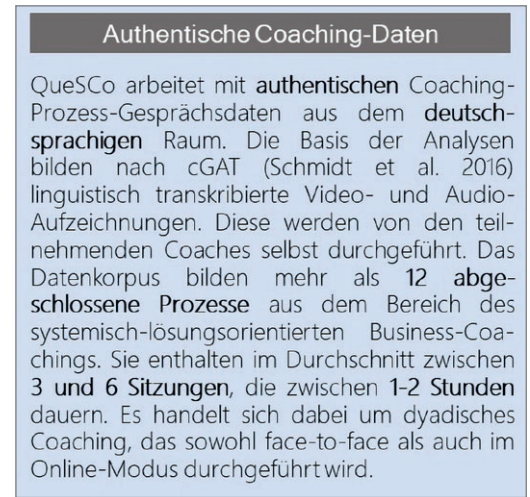 Authentische Coaching-Daten
QueSCo arbeitet mit authentischen Coaching-
Prozess-Gesprächsdaten aus dem deutsch-
sprachigen Raum. Die Basis der Analysen
bilden nach cGAT (Schmidt et al. 2016)
linguistisch transkribierte Video- und Audio-
Aufzeichnungen. Diese werden von den teil-
nehmenden Coaches selbst durchgeführt. Das
Datenkorpus bilden mehr als 12 abge-
schlossene Prozesse aus dem Bereich des
systemisch-lösungsorientierten Business-Coa-
chings. Sie enthalten im Durchschnitt zwischen
3 und 6 Sitzungen, die zwischen 1-2 Stunden
dauern. Es handelt sich dabei um dyadisches
Coaching, das sowohl face-to-face als auch im
Online-Modus durchgeführt wird.